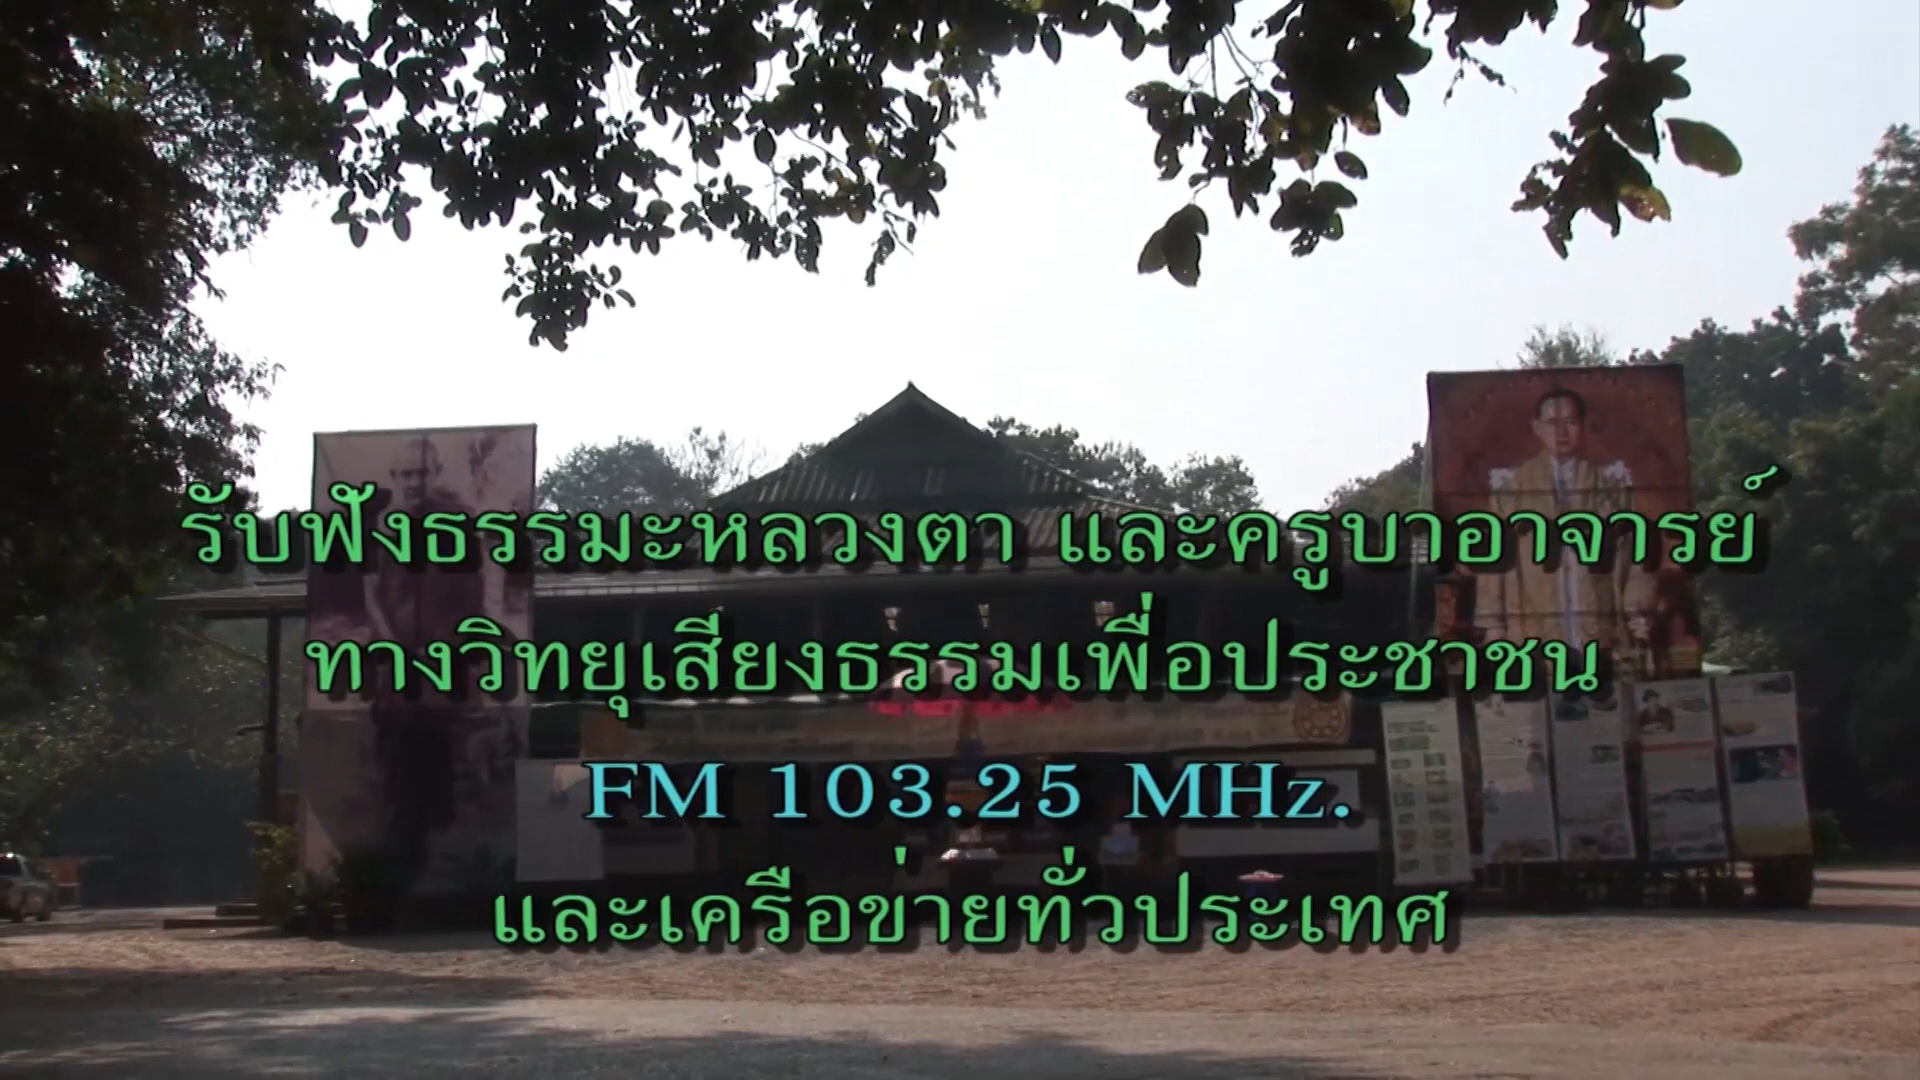 รับฟังธรรมะหลวงตา และครูบาอาจารย์
ทางวิทยุเสียงธรรมเพื่อประชาชน
FM 103.25 MHz.
และเครือข่ายทั่วประเทศ